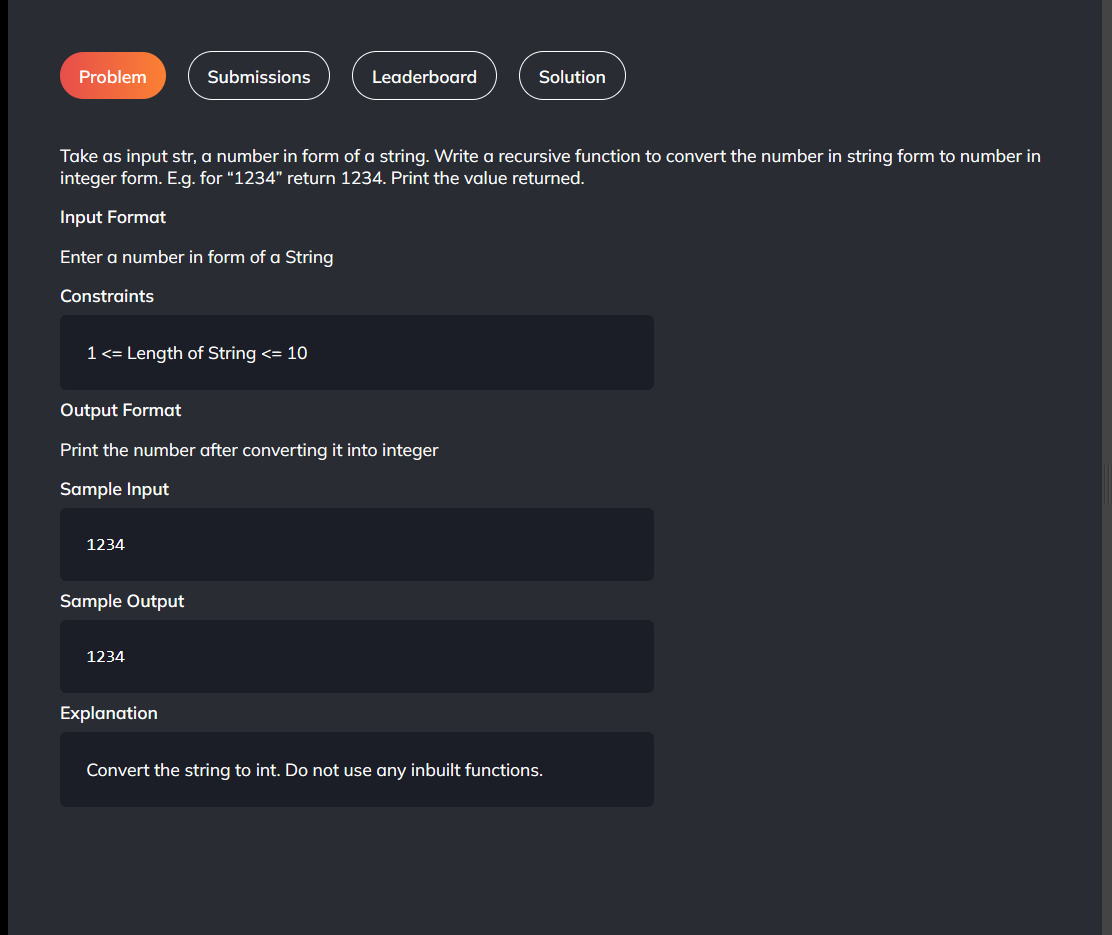 Problem
Submissions
Leaderboard
Solution
Take as input str, a number in form of a string. Write a recursive function to convert the number in string form to number in
integer form. E.g. for “1234” return 1234. Print the value returned.
Input Format
Enter a number in form of a String
Constraints
1 <= Length of String <= 10
Output Format
Print the number after converting it into integer
Sample Input
1234
Sample Output
1234
Explanation
Convert the string to int. Do not use any inbuilt functions.